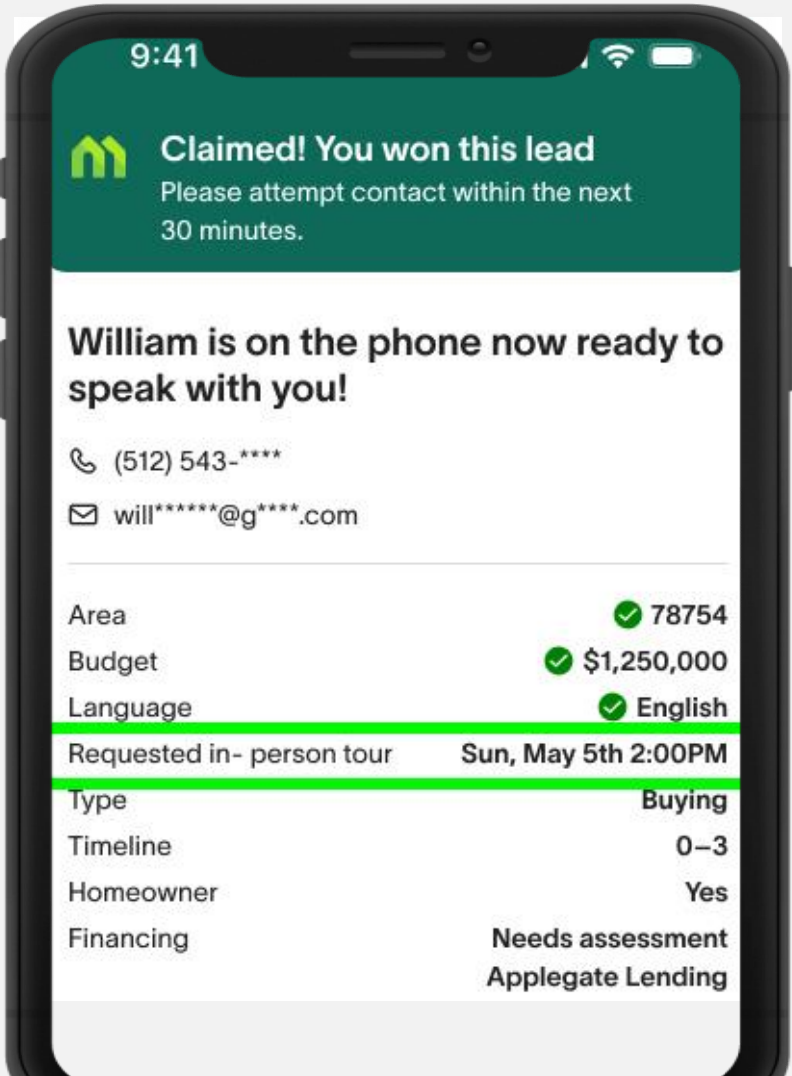 9:41
Claimed! You won this lead
Please attempt contact within the next
30 minutes.
William is on the phone now ready to
speak with you!
(512) 543-****
will******@g****.com
Area 78754
Budget $1,250,000
Language English
Requested in- person tour Sun, May 5th 2:00PM
Type Buying
Timeline 0–3
Homeowner Yes
Financing Needs assessment
Applegate Lending